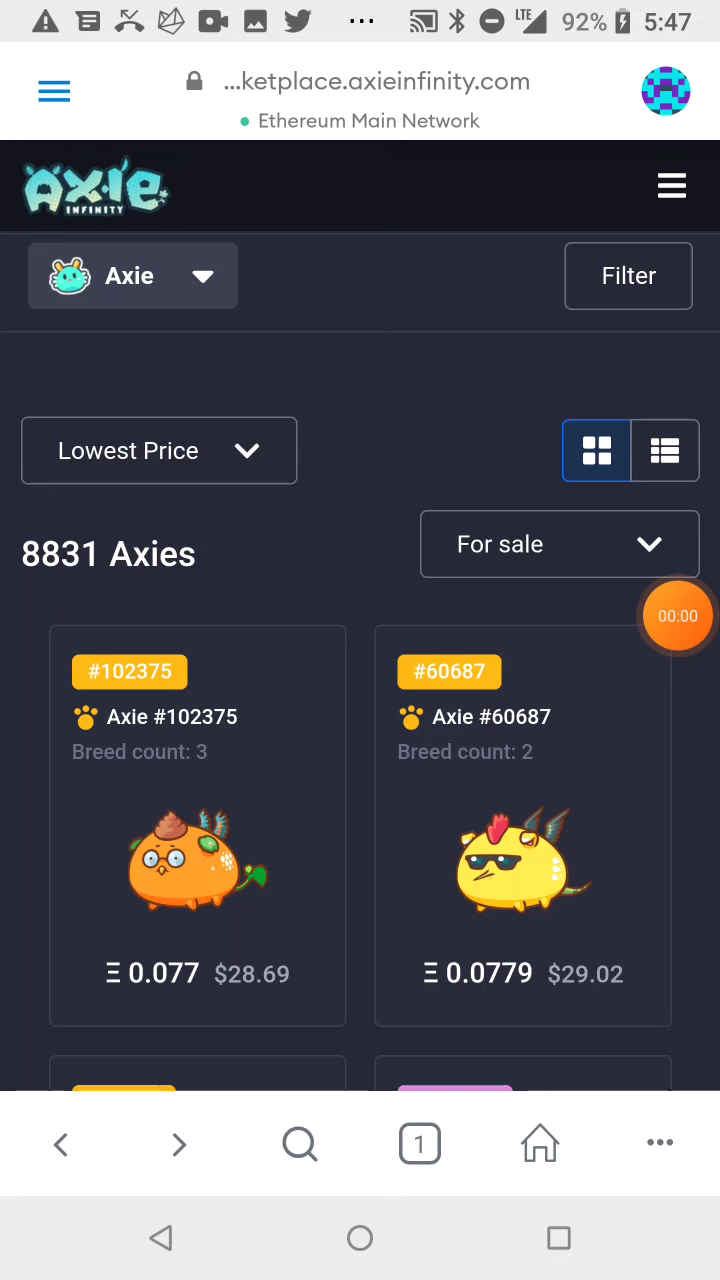 LTE 92% 5:47
...ketplace.axieinfinity.com
Ethereum Main Network
Axie
INFINITY
Axie
Filter
Lowest Price
8831 Axies
For sale
00:00
#102375
Axie #102375
Breed count: 3
Ξ 0.077 $28.69
#60687
Axie #60687
Breed count: 2
Ξ 0.0779 $29.02
1